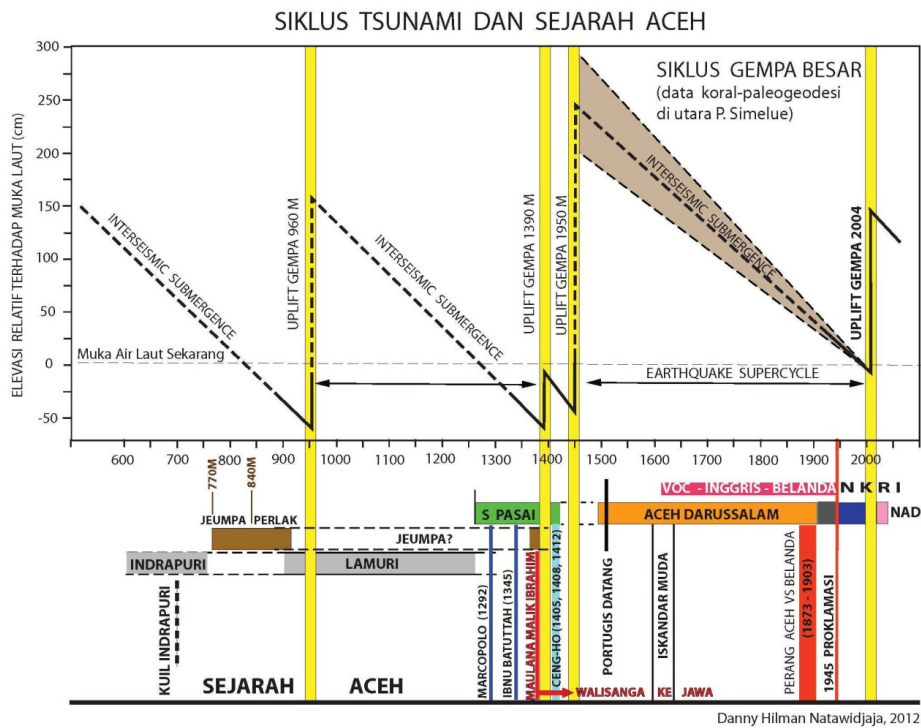 SIKLUS TSUNAMI DAN SEJARAH ACEH
ELEVASI RELATIF TERHADAP MUKA LAUT (cm)
300
250
200
150
100
50
0
-50
SIKLUS GEMPA BESAR
(data koral-paleogeodesi
di utara P. Simelue)
INTERSEISMIC SUBMERGENCE
UPLIFT GEMPA 960 M
INTERSEISMIC SUBMERGENCE
UPLIFT GEMPA 1390 M
UPLIFT GEMPA 1950 M
INTERSEISMIC SUBMERGENCE
UPLIFT GEMPA 2004
Muka Air Laut Sekarang
EARTHQUAKE SUPERCYCLE
600 700 800 900 1000 1100 1200 1300 1400 1500 1600 1700 1800 1900 2000
770M
840M
VOC - INGGRIS - BELANDA
N K R I
JEUMPA PERLAK
S PASAI
ACEH DARUSSALAM
NAD
JEUMPA?
INDRAPURI
LAMURI
KUIL INDRAPURI
MARCOPOLO (1292)
IBNU BATUTTAH (1345)
MAULANA MALIK IBRAHIM
CENG-HO (1405, 1408, 1412)
PORTUGIS DATANG
ISKANDAR MUDA
PERANG ACEH VS BELANDA
(1873 - 1903)
1945 PROKLAMASI
SEJARAH ACEH
WALISANGA KE JAWA
Danny Hilman Natawidjaja, 2012